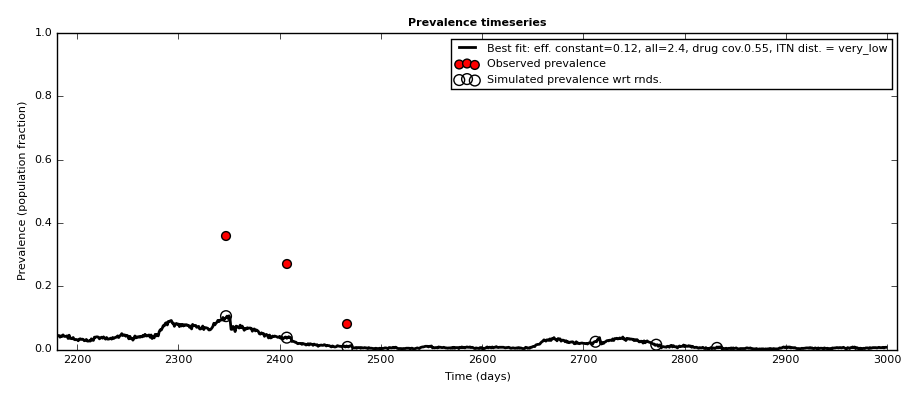 Prevalence timeseries
Best fit: eff. constant=0.12, all=2.4, drug cov.0.55, ITN dist. = very_low
Observed prevalence
Simulated prevalence wrt rnds.
Prevalence (population fraction)
1.0
0.8
0.6
0.4
0.2
0.0
2200 2300 2400 2500 2600 2700 2800 2900 3000
Time (days)